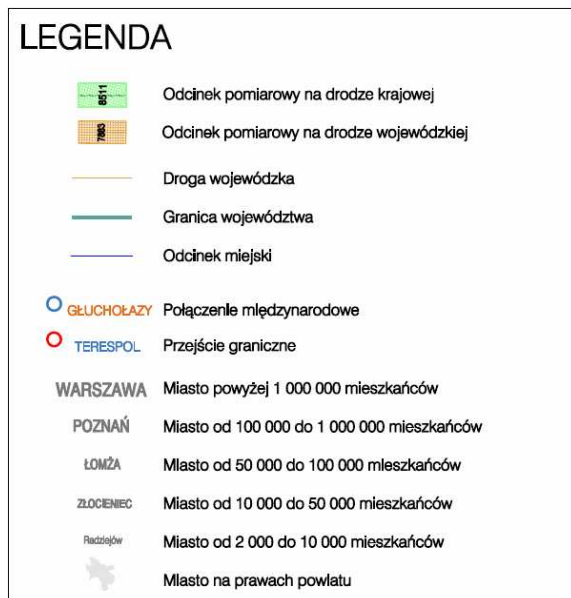 LEGENDA
8511 Odcinek pomiarowy na drodze krajowej
7863 Odcinek pomiarowy na drodze wojewódzkiej
Droga wojewódzka
Granica województwa
Odcinek miejski
GŁUCHOŁAZY Połączenie międzynarodowe
TERESPOL Przejście graniczne
WARSZAWA Miasto powyżej 1 000 000 mieszkańców
POZNAŃ Miasto od 100 000 do 1 000 000 mieszkańców
ŁOMŻA Miasto od 50 000 do 100 000 mieszkańców
ZŁOCIENIEC Miasto od 10 000 do 50 000 mieszkańców
Radziejów Miasto od 2 000 do 10 000 mieszkańców
Miasto na prawach powiatu